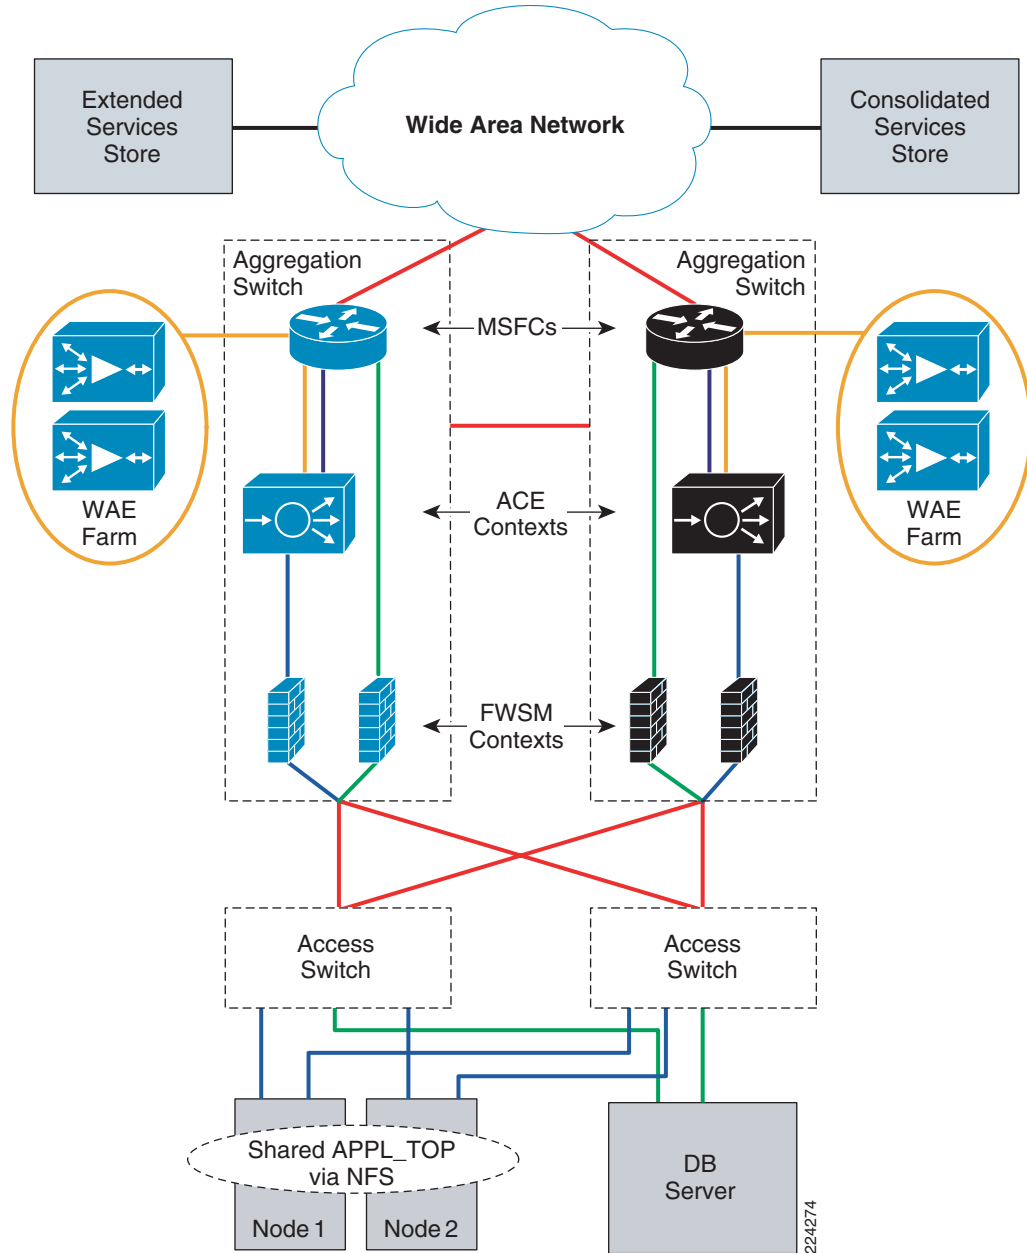 Extended
Services
Store
Wide Area Network
Consolidated
Services
Store
Aggregation
Switch
Aggregation
Switch
MSFCs
WAE
Farm
ACE
Contexts
WAE
Farm
FWSM
Contexts
Access
Switch
Access
Switch
Shared APPL_TOP
via NFS
Node 1
Node 2
DB
Server
224274